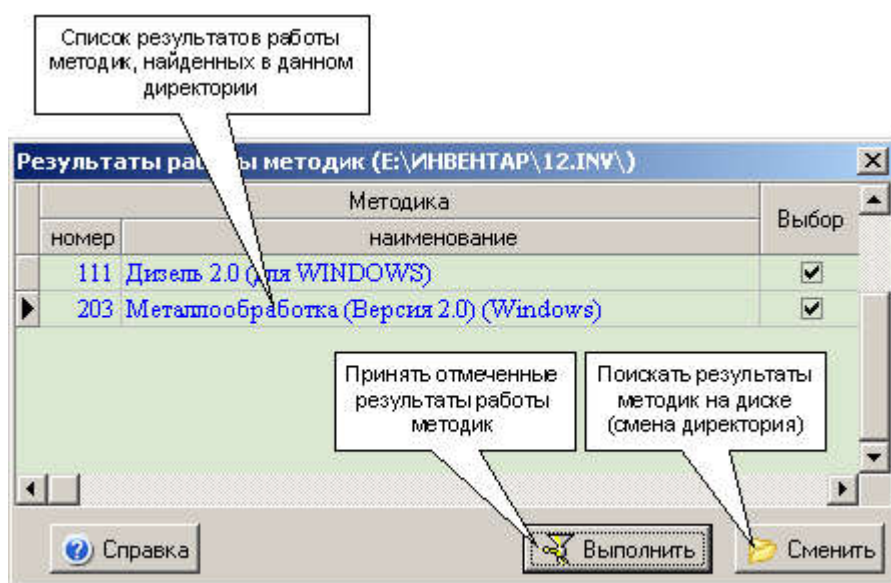 Список результатов работы
методик, найденных в данном
директории
Результаты работы методик (E:\ИНВЕНТАР\12.INV\)
Методика
Выбор
номер
наименование
111 Дизель 2.0 (для WINDOWS)
203 Металлообработка (Версия 2.0) (Windows)
Принять отмеченные
результаты работы
методик
Поискать результаты
методик на диске
(смена директория)
Справка
Выполнить
Сменить